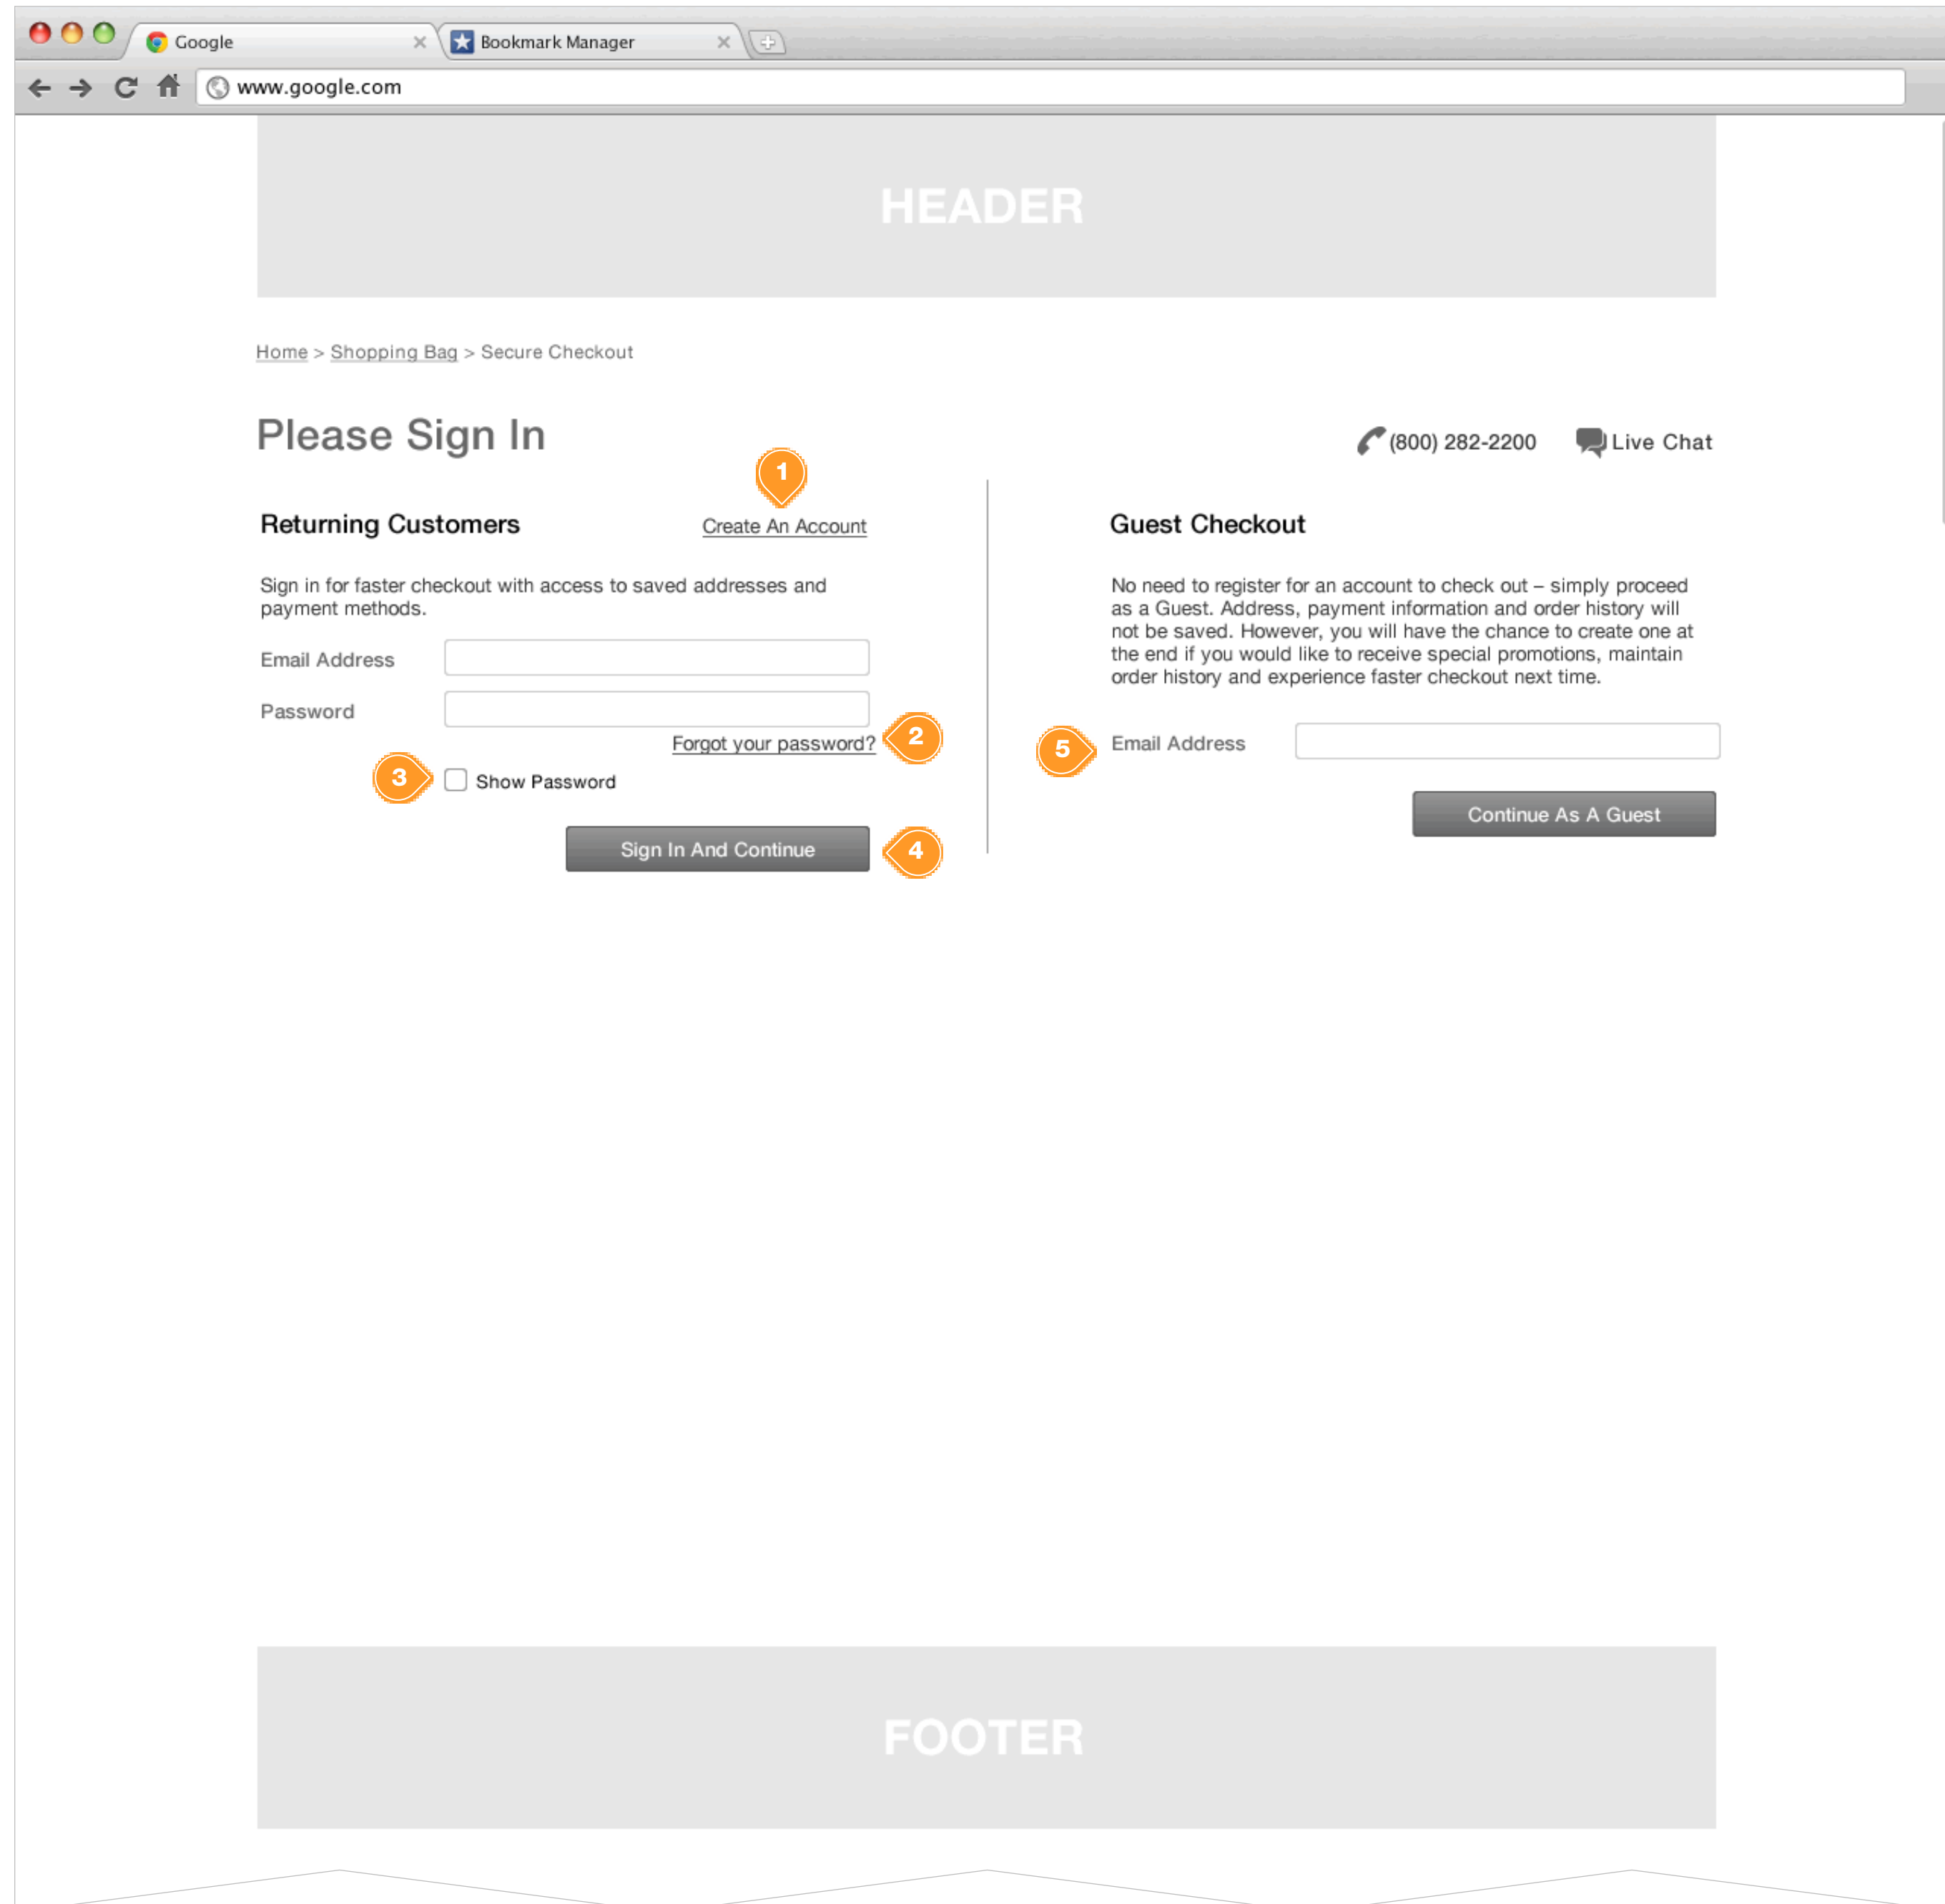 Google
Bookmark Manager
www.google.com
HEADER
Home > Shopping Bag > Secure Checkout
Please Sign In
(800) 282-2200
Live Chat
1
Returning Customers
Create An Account
Sign in for faster checkout with access to saved addresses and
payment methods.
Email Address
Password
Forgot your password?
2
3
Show Password
Sign In And Continue
4
Guest Checkout
No need to register for an account to check out – simply proceed
as a Guest. Address, payment information and order history will
not be saved. However, you will have the chance to create one at
the end if you would like to receive special promotions, maintain
order history and experience faster checkout next time.
5
Email Address
Continue As A Guest
FOOTER